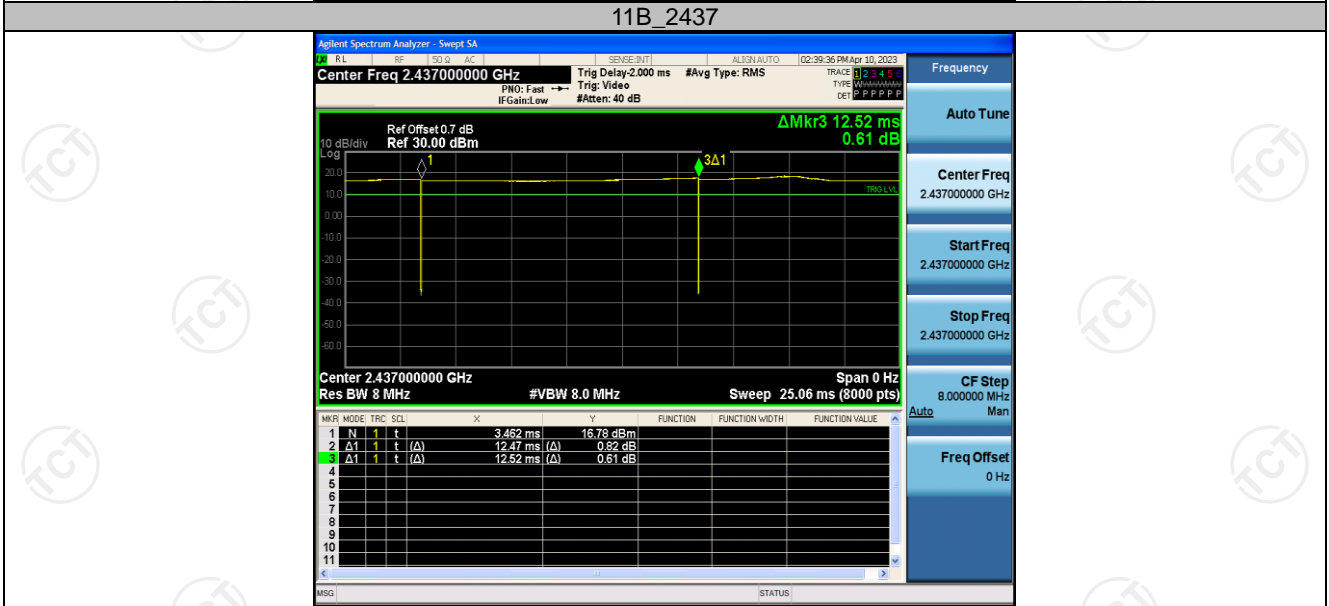 11B_2437
Agilent Spectrum Analyzer - Swept SA
RL RF 50 Ω AC SENSE:INT ALIGN AUTO 02:39:36 PM Apr 10, 2023
Center Freq 2.437000000 GHz
PNO: Fast
IFGain:Low
Trig Delay-2.000 ms
Trig: Video
#Atten: 40 dB
#Avg Type: RMS
TRACE 1 2 3 4 5 6
TYPE
DET P P P P P P
ΔMkr3 12.52 ms
0.61 dB
Ref Offset 0.7 dB
10 dB/div Ref 30.00 dBm
Log
1
3Δ1
20.0
10.0
TRIG LVL
0.00
-10.0
-20.0
-30.0
-40.0
-50.0
-60.0
Center 2.437000000 GHz Span 0 Hz
Res BW 8 MHz #VBW 8.0 MHz Sweep 25.06 ms (8000 pts)
MKR MODE TRC SCL X Y FUNCTION FUNCTION WIDTH FUNCTION VALUE
1 N 1 t 3.462 ms 16.78 dBm
2 Δ1 1 t (Δ) 12.47 ms (Δ) 0.82 dB
3 Δ1 1 t (Δ) 12.52 ms (Δ) 0.61 dB
4
5
6
7
8
9
10
11
MSG STATUS
Frequency
Auto Tune
Center Freq
2.437000000 GHz
Start Freq
2.437000000 GHz
Stop Freq
2.437000000 GHz
CF Step
8.000000 MHz
Auto Man
Freq Offset
0 Hz
TCT
TCT
TCT
TCT
TCT
TCT